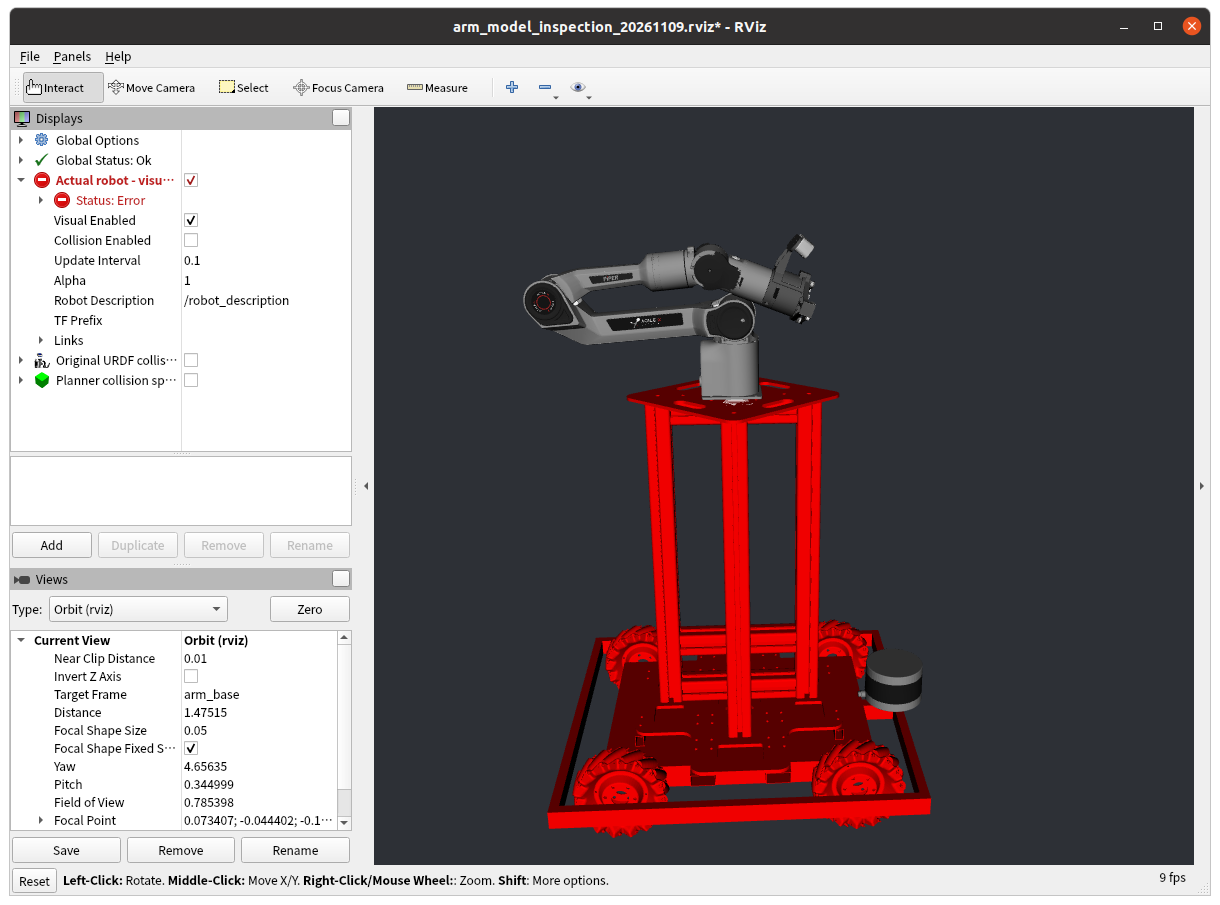 arm_model_inspection_20261109.rviz* - RViz
File Panels Help
Interact Move Camera Select Focus Camera Measure
Displays
Global Options
Global Status: Ok
Actual robot - visu···
Status: Error
Visual Enabled
Collision Enabled
Update Interval 0.1
Alpha 1
Robot Description /robot_description
TF Prefix
Links
Original URDF collis···
Planner collision sp···
Add Duplicate Remove Rename
Views
Type: Orbit (rviz) Zero
Current View Orbit (rviz)
Near Clip Distance 0.01
Invert Z Axis
Target Frame arm_base
Distance 1.47515
Focal Shape Size 0.05
Focal Shape Fixed S···
Yaw 4.65635
Pitch 0.344999
Field of View 0.785398
Focal Point 0.073407; -0.044402; -0.1···
Save Remove Rename
Reset Left-Click: Rotate. Middle-Click: Move X/Y. Right-Click/Mouse Wheel:: Zoom. Shift: More options. 9 fps